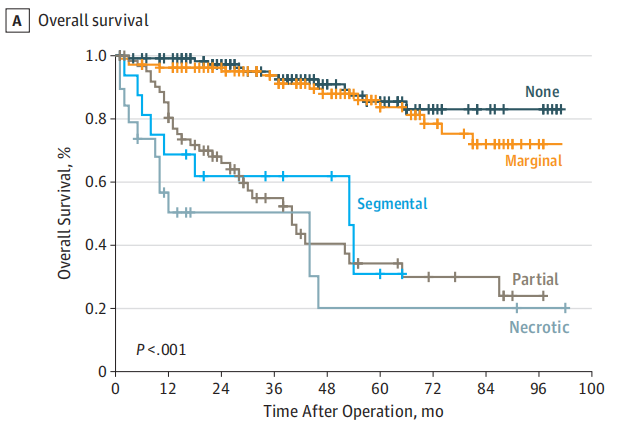 A Overall survival
1.0
0.8
0.6
0.4
0.2
0
Overall Survival, %
None
Marginal
Segmental
Partial
Necrotic
P <.001
0 12 24 36 48 60 72 84 96 100
Time After Operation, mo